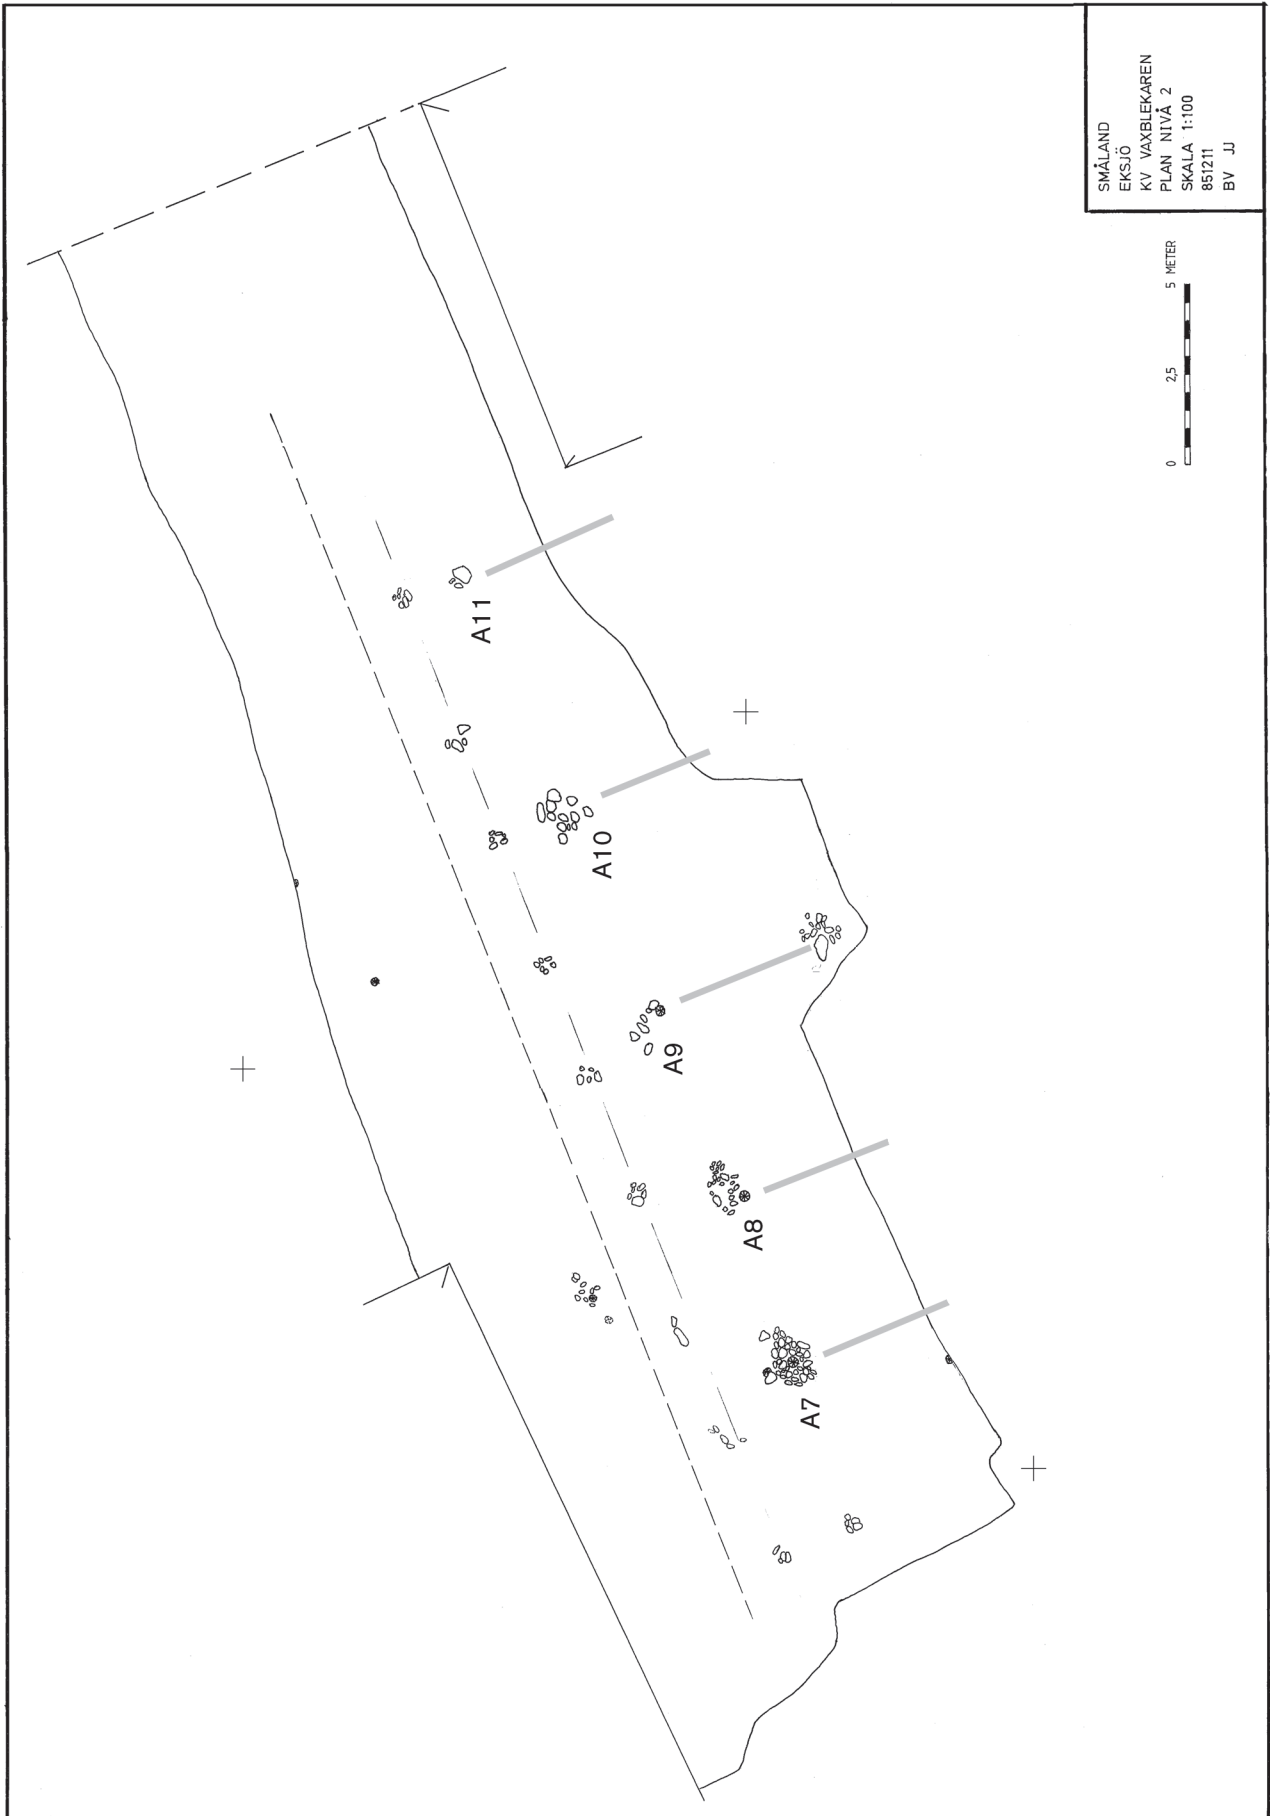 SMÅLAND
EKSJÖ
KV VAXBLEKAREN
PLAN NIVÅ 2
SKALA 1:100
851211
BV JJ
0 2,5 5 METER
A11
A10
A9
A8
A7